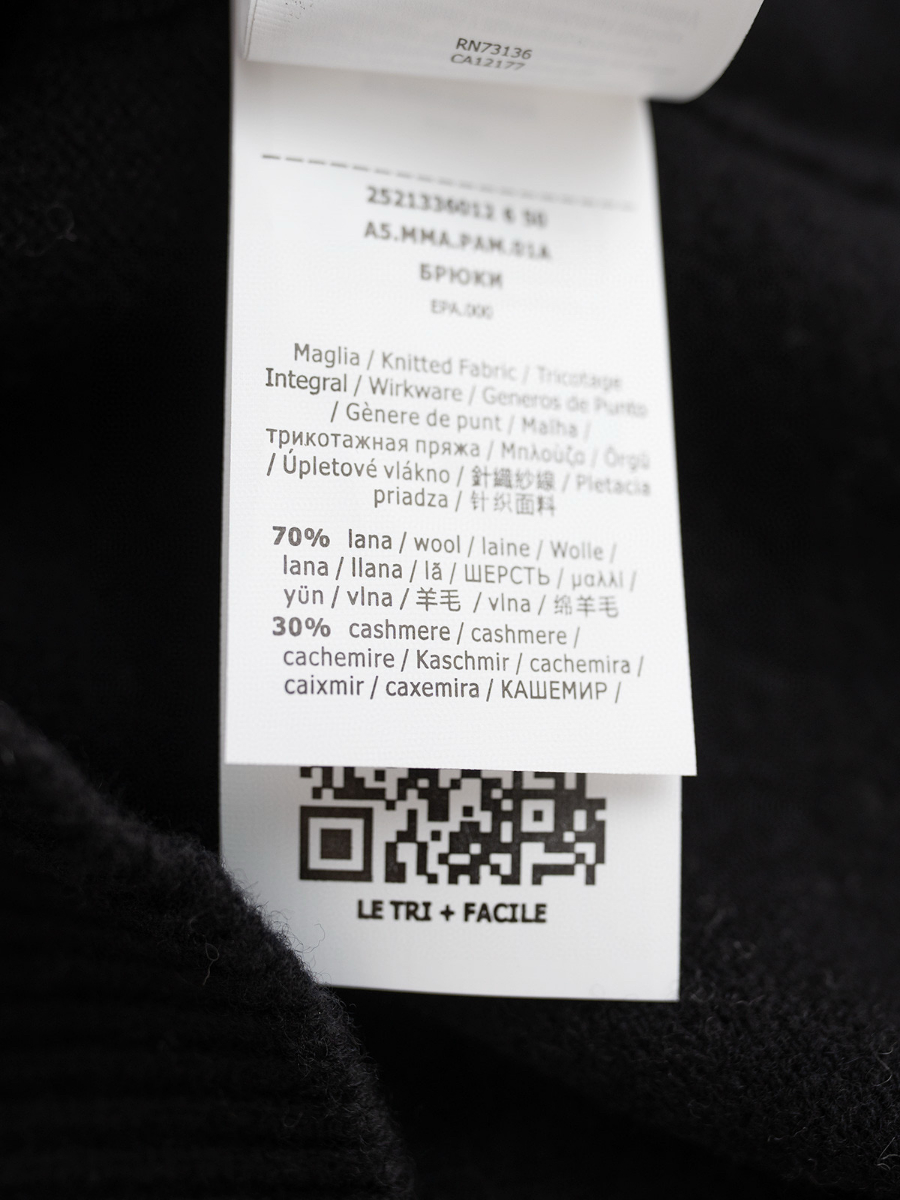 RN73136
CA12177
2521336012 6
A5.MMA.PAM.01A
БРЮКИ
EPA.000
Maglia / Knitted Fabric / Tricotage
Integral / Wirkware / Generos de Punto
/ Gènere de punt / Malha /
трикотажная пряжа / Μπλούζα / Örgü
/ Úpletové vlákno / 針織紗線 / Pletacia
priadza / 针织面料
70% lana / wool / laine / Wolle /
lana / llana / lã / ШЕРСТЬ / μαλλί /
yün / vlna / 羊毛 / vlna / 绵羊毛
30% cashmere / cashmere /
cachemire / Kaschmir / cachemira /
caixmir / caxemira / КАШЕМИР /
LE TRI + FACILE